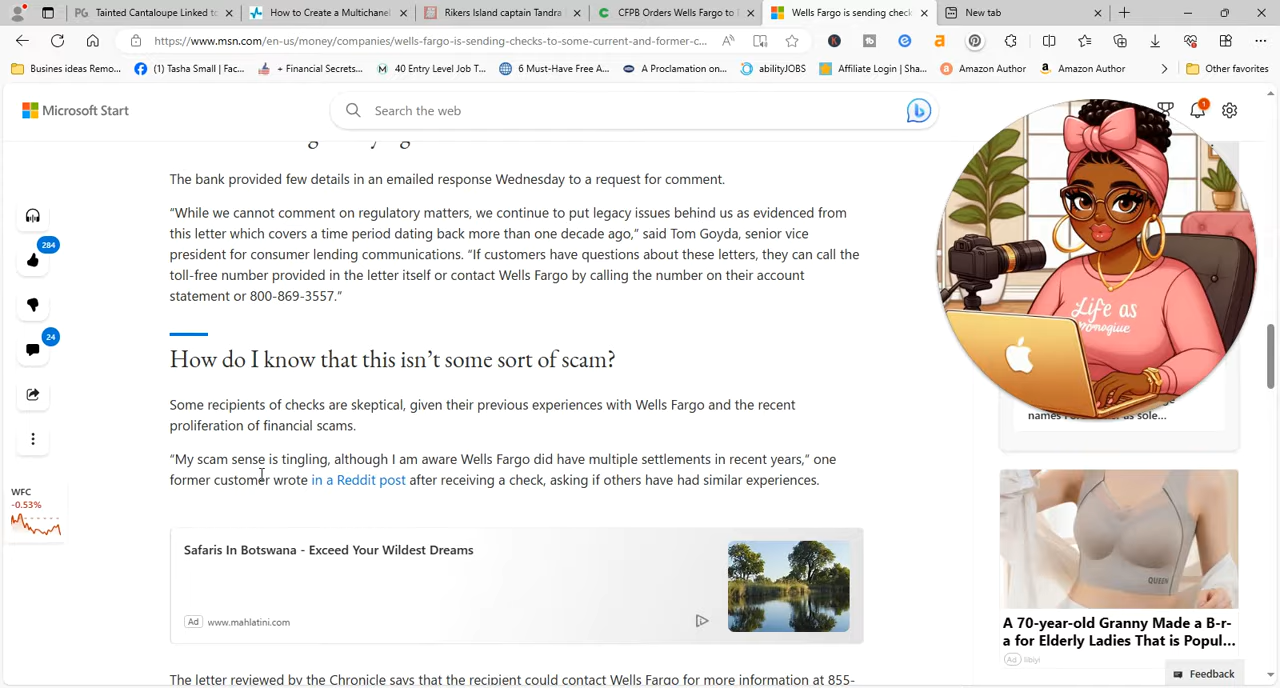 PG Tainted Cantaloupe Linked to
How to Create a Multichannel
Rikers Island captain Tandra
CFPB Orders Wells Fargo to
Wells Fargo is sending check
New tab
https://www.msn.com/en-us/money/companies/wells-fargo-is-sending-checks-to-some-current-and-former-c...
Busines ideas Remo...
(1) Tasha Small | Fac...
+ Financial Secrets...
40 Entry Level Job T...
6 Must-Have Free A...
A Proclamation on...
abilityJOBS
Affiliate Login | Sha...
Amazon Author
Amazon Author
Other favorites
Microsoft Start
Search the web
1
The bank provided few details in an emailed response Wednesday to a request for comment.
“While we cannot comment on regulatory matters, we continue to put legacy issues behind us as evidenced from
this letter which covers a time period dating back more than one decade ago,” said Tom Goyda, senior vice
president for consumer lending communications. “If customers have questions about these letters, they can call the
toll-free number provided in the letter itself or contact Wells Fargo by calling the number on their account
statement or 800-869-3557.”
284
24
How do I know that this isn’t some sort of scam?
Some recipients of checks are skeptical, given their previous experiences with Wells Fargo and the recent
proliferation of financial scams.
“My scam sense is tingling, although I am aware Wells Fargo did have multiple settlements in recent years,” one
former customer wrote in a Reddit post after receiving a check, asking if others have had similar experiences.
WFC
-0.53%
Safaris In Botswana - Exceed Your Wildest Dreams
Ad www.mahlatini.com
The letter reviewed by the Chronicle says that the recipient could contact Wells Fargo for more information at 855-
Life as
Monogiue
as sole...
QUEEN
A 70-year-old Granny Made a B-r-
a for Elderly Ladies That is Popul...
Ad libiyi
Feedback